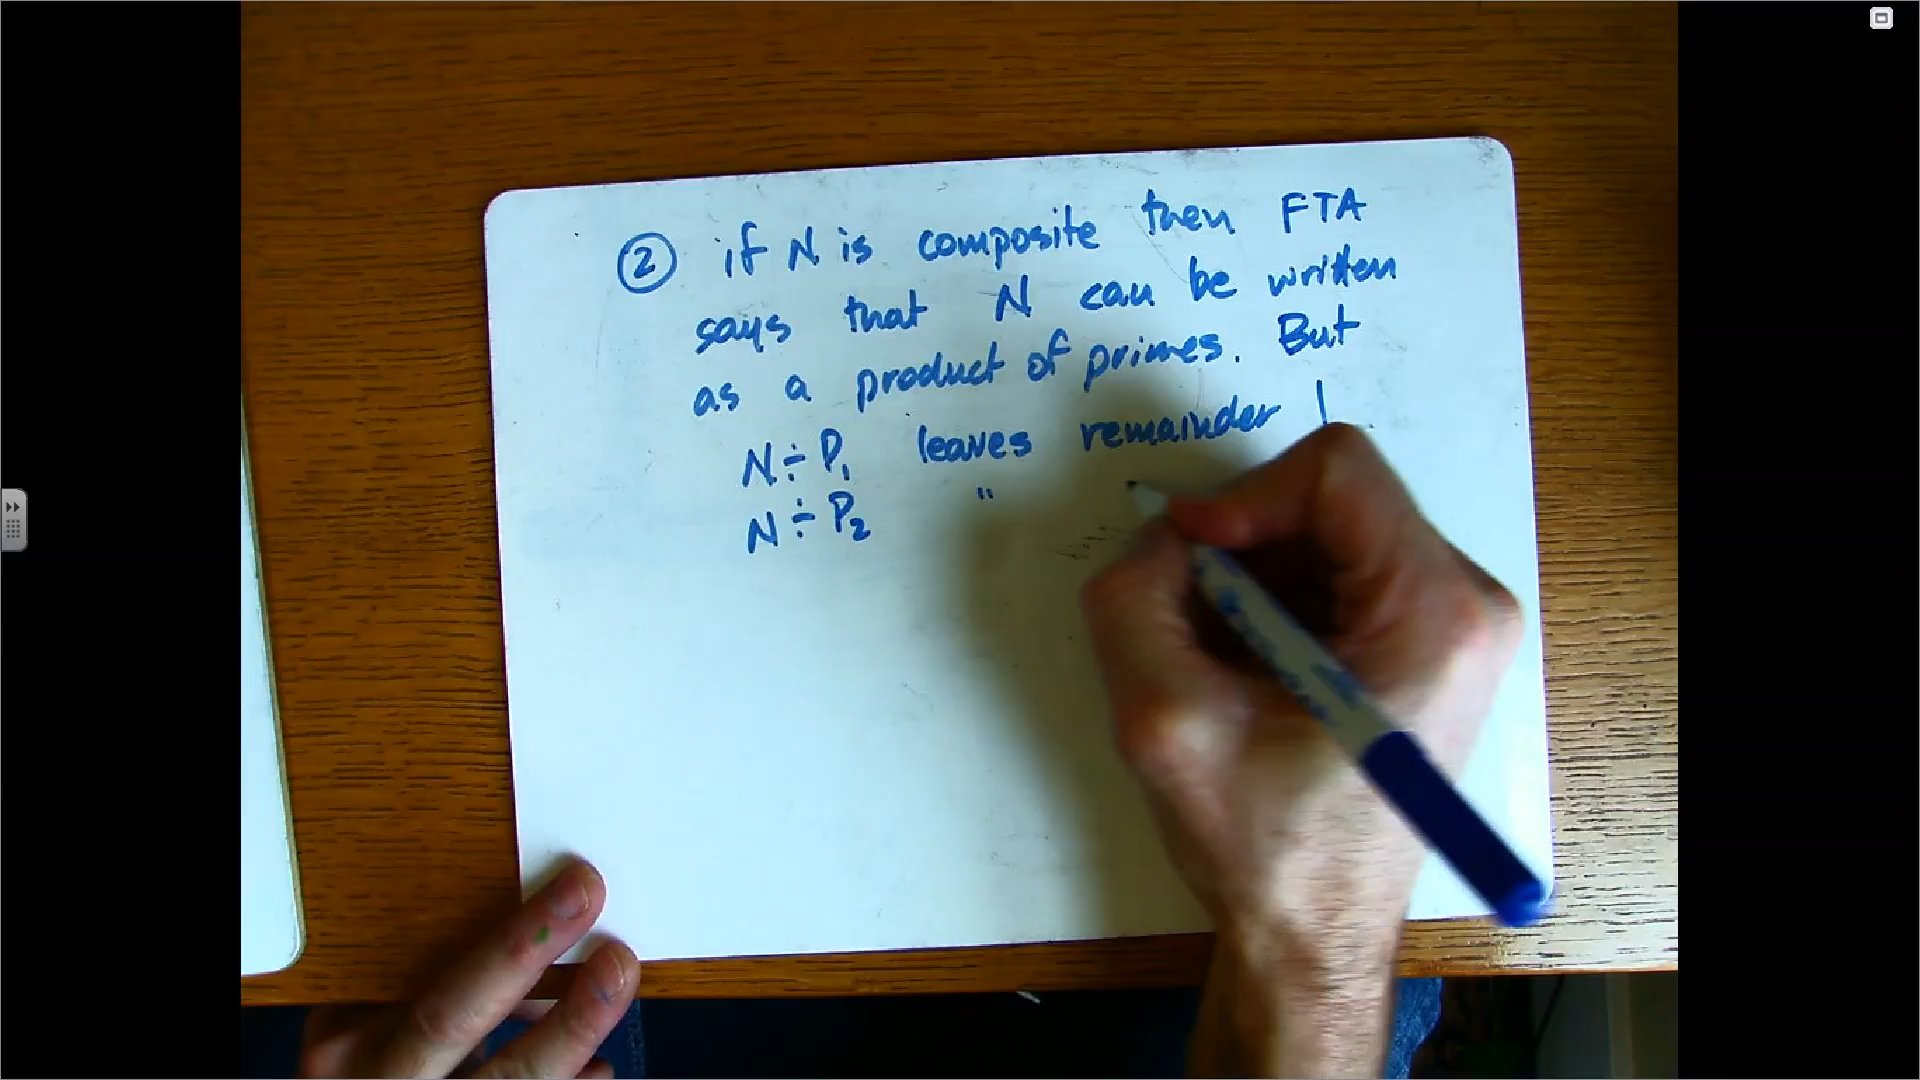 ② if N is composite then FTA
says that N can be written
as a product of primes. But
N ÷ P₁ leaves remainder 1
N ÷ P₂ "